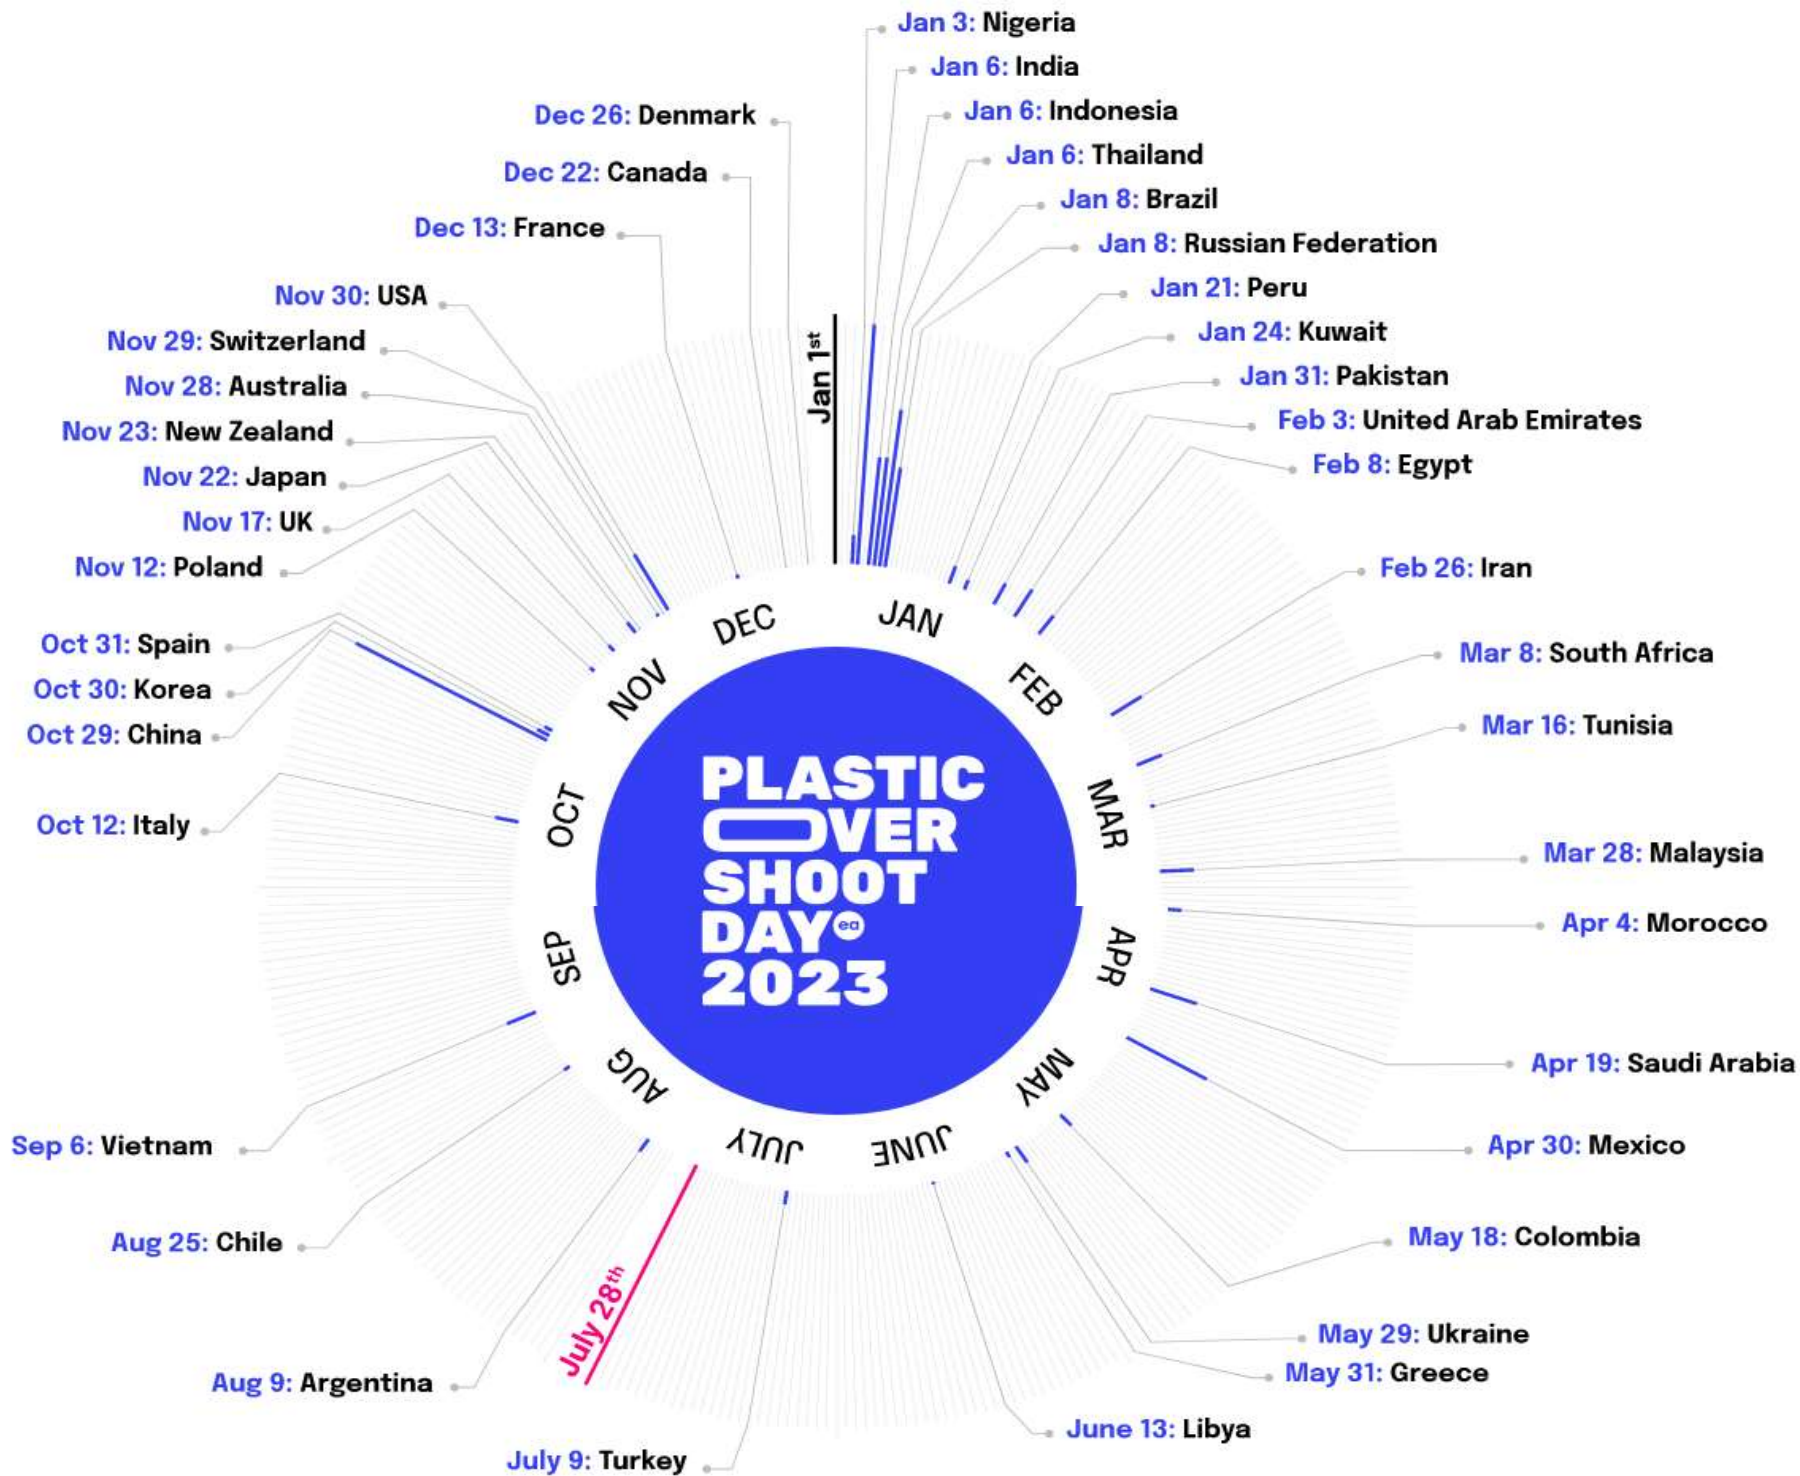 Jan 3: Nigeria
Jan 6: India
Jan 6: Indonesia
Jan 6: Thailand
Jan 8: Brazil
Jan 8: Russian Federation
Jan 21: Peru
Jan 24: Kuwait
Jan 31: Pakistan
Feb 3: United Arab Emirates
Feb 8: Egypt
Feb 26: Iran
Mar 8: South Africa
Mar 16: Tunisia
Mar 28: Malaysia
Apr 4: Morocco
Apr 19: Saudi Arabia
Apr 30: Mexico
May 18: Colombia
May 29: Ukraine
May 31: Greece
June 13: Libya
July 9: Turkey
July 28th
Aug 9: Argentina
Aug 25: Chile
Sep 6: Vietnam
Oct 12: Italy
Oct 29: China
Oct 30: Korea
Oct 31: Spain
Nov 12: Poland
Nov 17: UK
Nov 22: Japan
Nov 23: New Zealand
Nov 28: Australia
Nov 29: Switzerland
Nov 30: USA
Dec 13: France
Dec 22: Canada
Dec 26: Denmark
Jan 1st
JAN
FEB
MAR
APR
MAY
JUNE
JULY
AUG
SEP
OCT
NOV
DEC
PLASTIC
OVER
SHOOT
DAY ea
2023